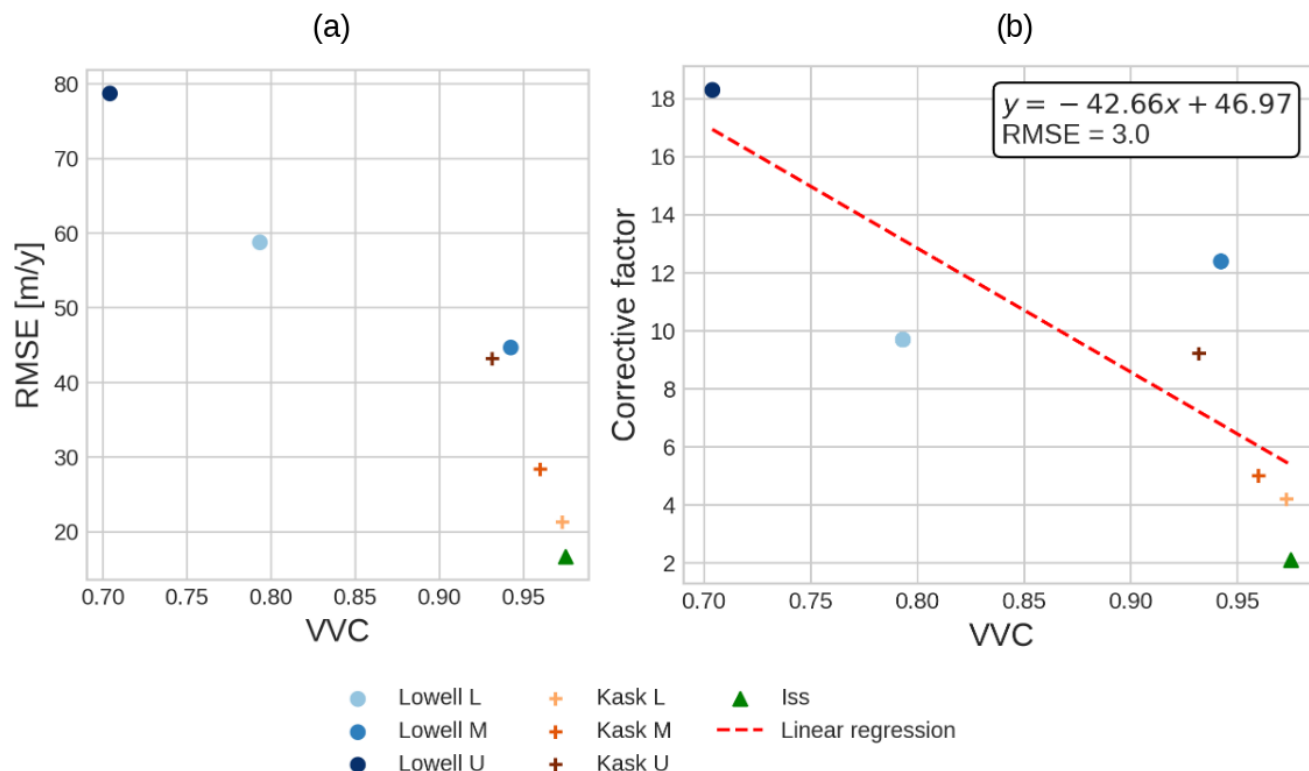 (a)
(b)
80
70
60
50
40
30
20
RMSE [m/y]
0.70 0.75 0.80 0.85 0.90 0.95
VVC
18
16
14
12
10
8
6
4
2
Corrective factor
y = − 42.66x + 46.97
RMSE = 3.0
0.70 0.75 0.80 0.85 0.90 0.95
VVC
Lowell L
Lowell M
Lowell U
Kask L
Kask M
Kask U
Iss
Linear regression